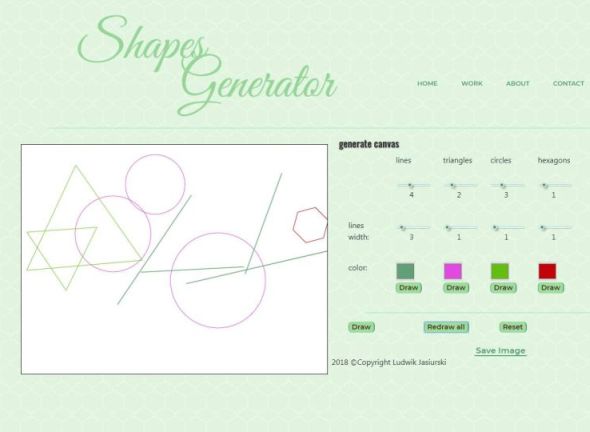 Shapes
Generator
HOME WORK ABOUT CONTACT
generate canvas
lines triangles circles hexagons
4 2 3 1
lines
width:
3 1 1 1
color:
Draw Draw Draw Draw
Draw Redraw all Reset
Save Image
2018 ©Copyright Ludwik Jasiurski